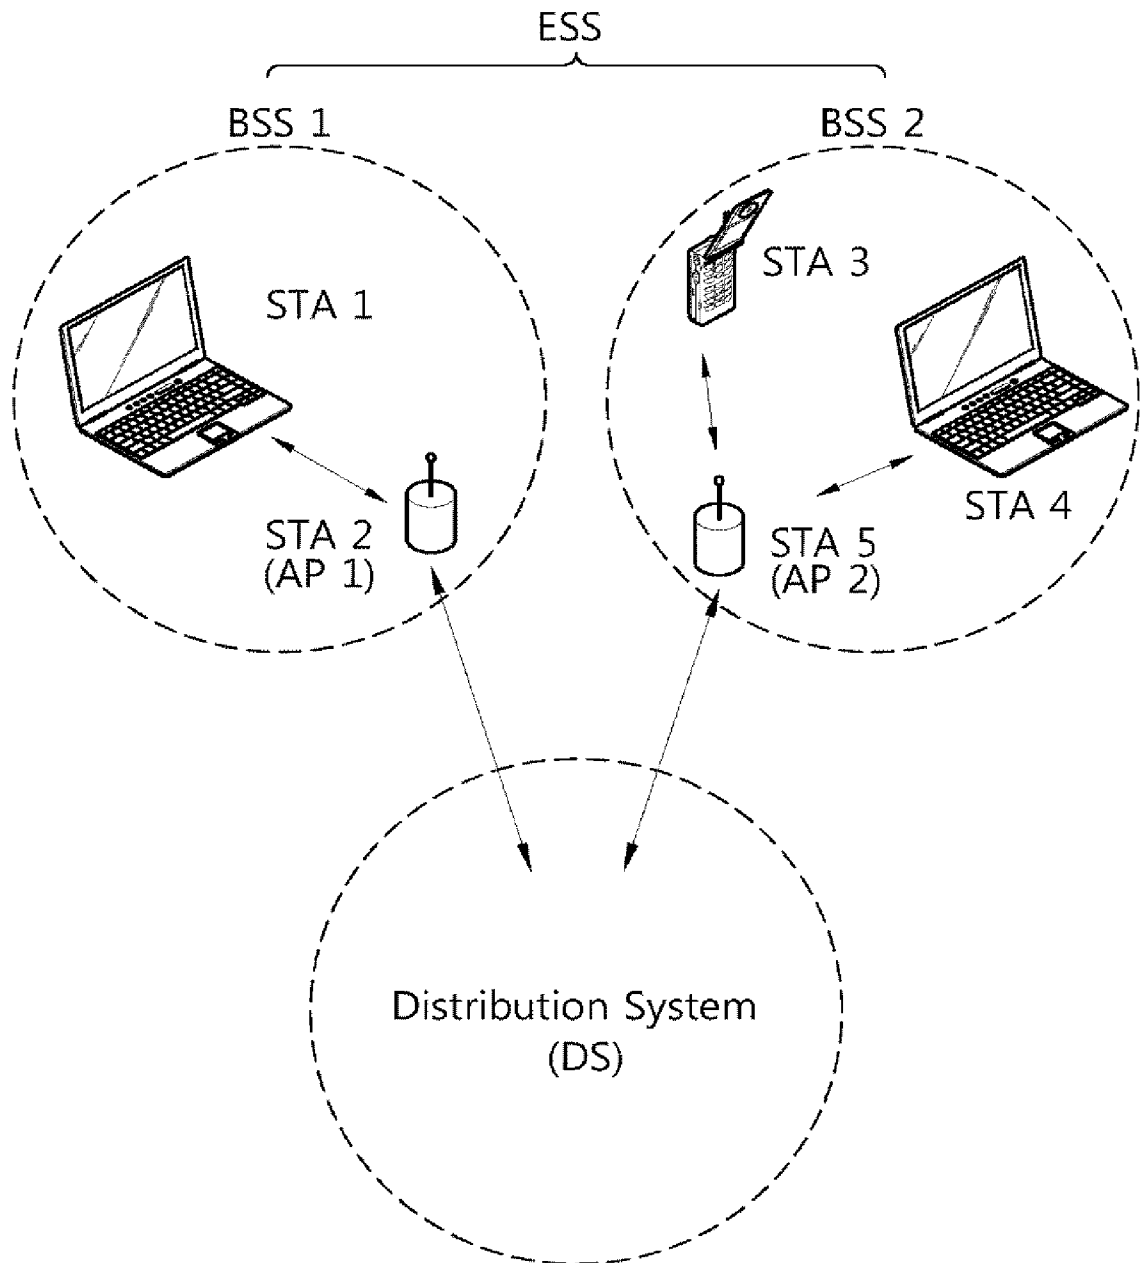 ESS
BSS 1
BSS 2
STA 1
STA 2
(AP 1)
STA 3
STA 4
STA 5
(AP 2)
Distribution System
(DS)